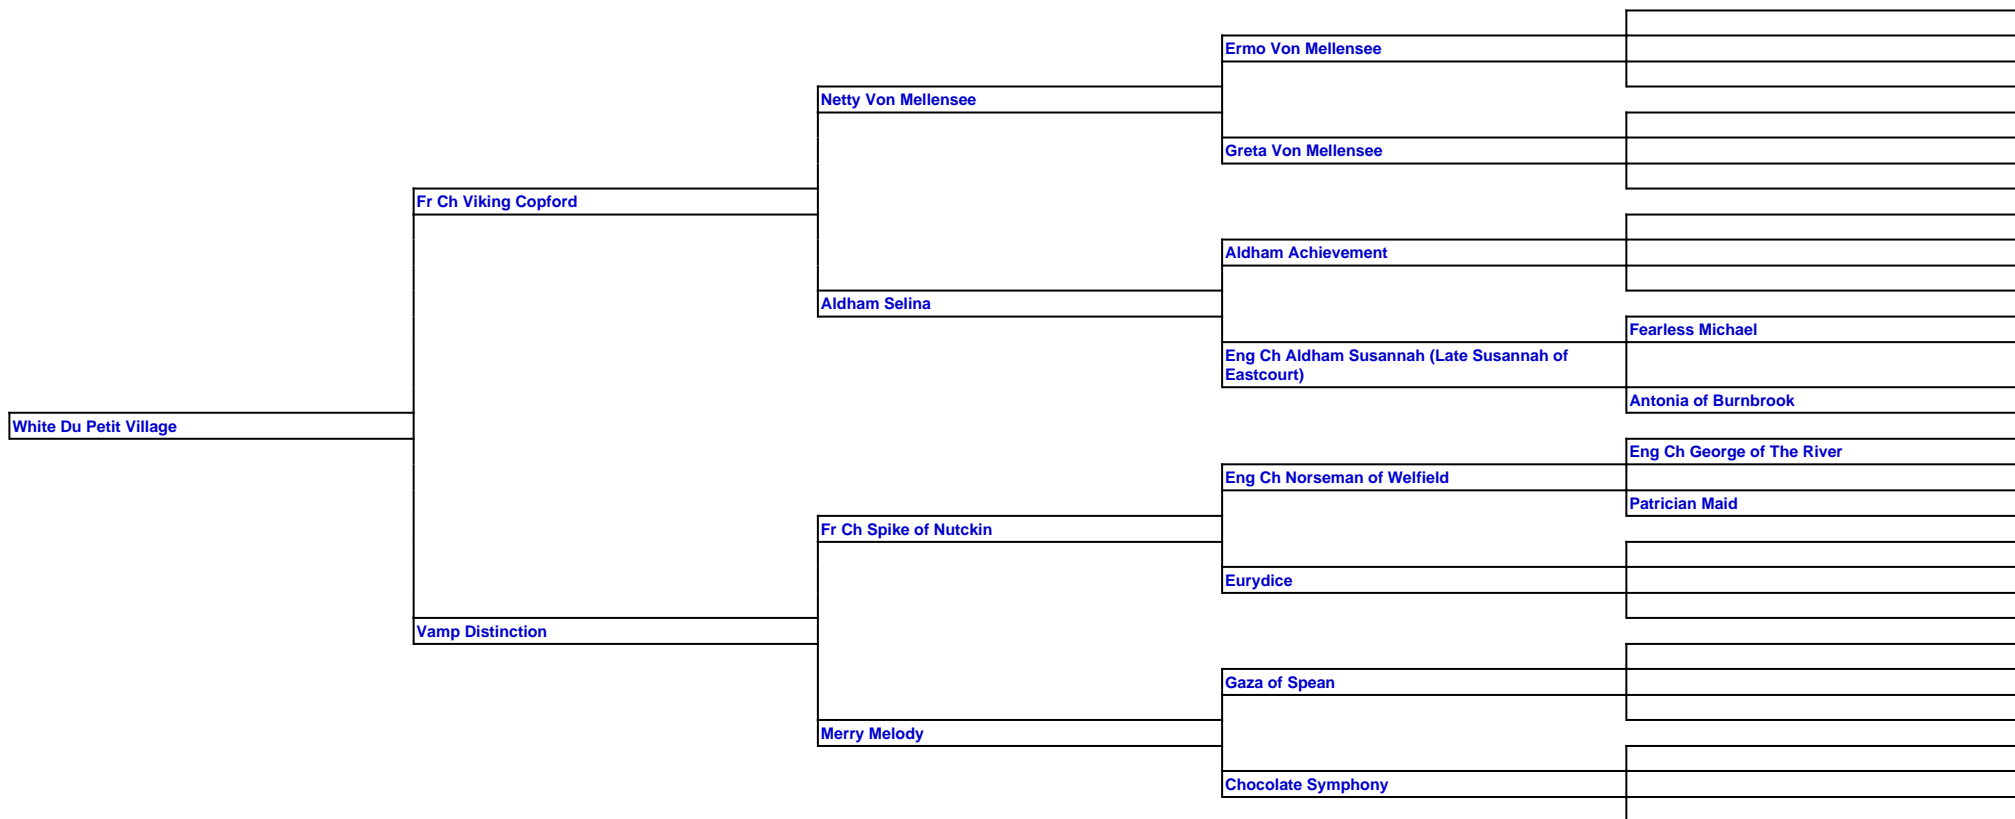 Ermo Von Mellensee
Netty Von Mellensee
Greta Von Mellensee
Fr Ch Viking Copford
Aldham Achievement
Aldham Selina
Fearless Michael
Eng Ch Aldham Susannah (Late Susannah of
Eastcourt)
Antonia of Burnbrook
White Du Petit Village
Eng Ch George of The River
Eng Ch Norseman of Welfield
Patrician Maid
Fr Ch Spike of Nutckin
Eurydice
Vamp Distinction
Gaza of Spean
Merry Melody
Chocolate Symphony